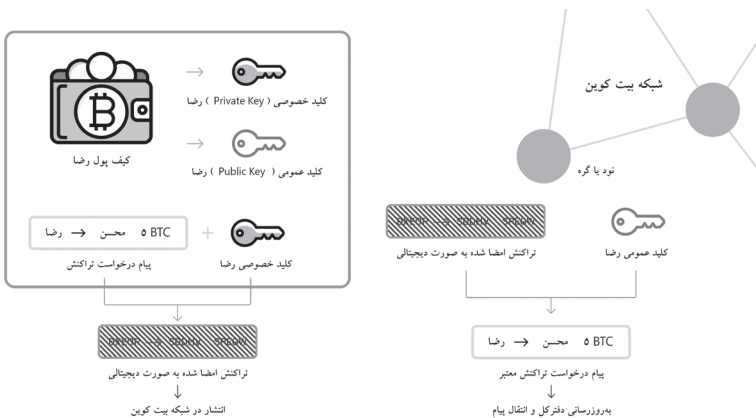 کلید خصوصی ( Private Key ) رضا
کیف پول رضا
کلید عمومی ( Public Key ) رضا
رضا → محسن ۵ BTC
+
پیام درخواست تراکنش
کلید خصوصی رضا
تراکنش امضا شده به صورت دیجیتالی
انتشار در شبکه بیت کوین
شبکه بیت کوین
نود یا گره
تراکنش امضا شده به صورت دیجیتالی
کلید عمومی رضا
رضا → محسن ۵ BTC
پیام درخواست تراکنش معتبر
به‌روزرسانی دفترکل و انتقال پیام